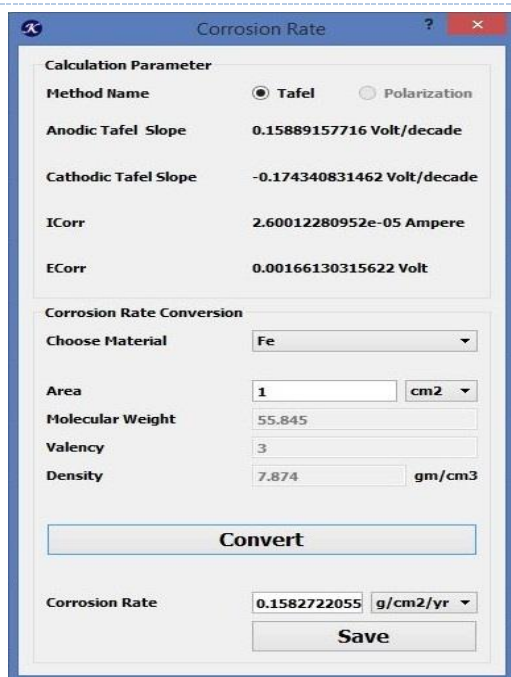 K Corrosion Rate ? ×
Calculation Parameter
Method Name Tafel Polarization
Anodic Tafel Slope 0.15889157716 Volt/decade
Cathodic Tafel Slope -0.174340831462 Volt/decade
ICorr 2.60012280952e-05 Ampere
ECorr 0.00166130315622 Volt
Corrosion Rate Conversion
Choose Material Fe
Area 1 cm2
Molecular Weight 55.845
Valency 3
Density 7.874 gm/cm3
Convert
Corrosion Rate 0.1582722055 g/cm2/yr
Save